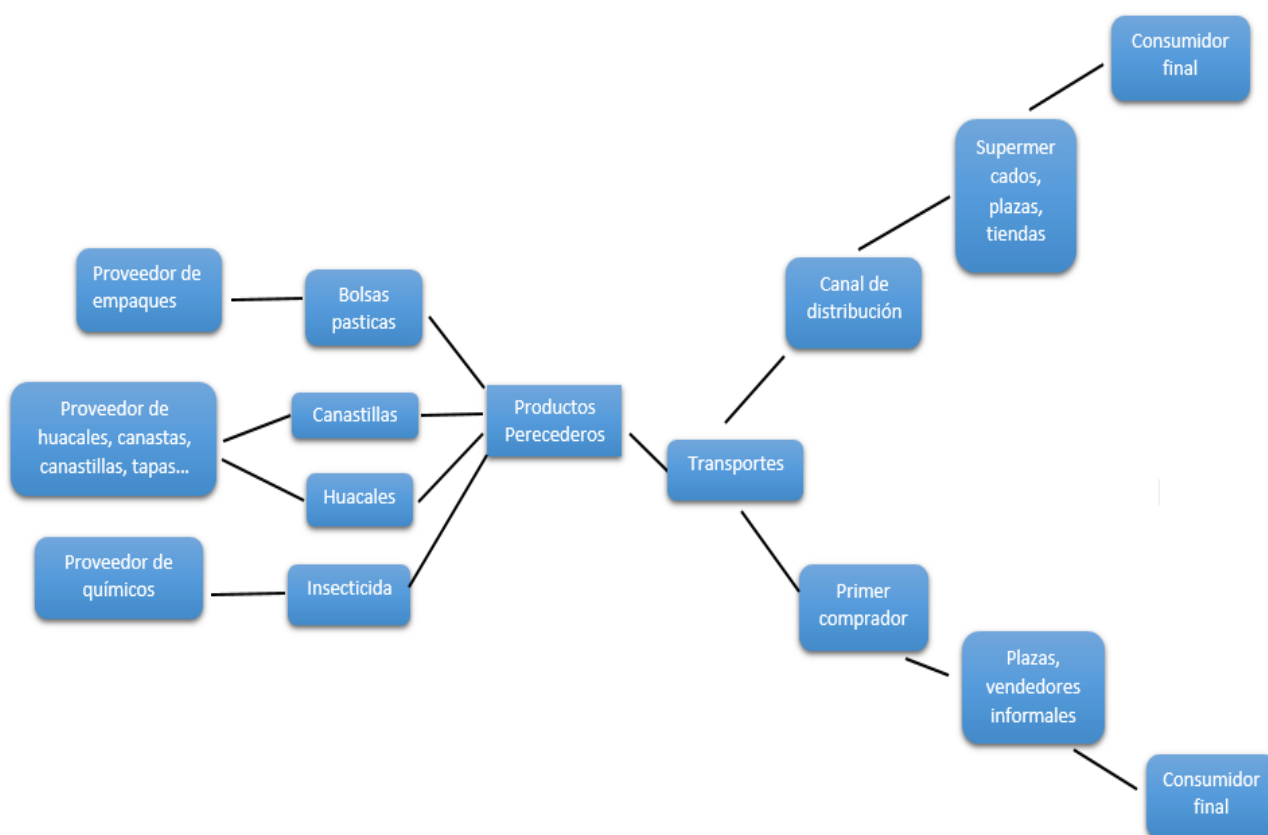 Consumidor
final
Supermer
cados,
plazas,
tiendas
Canal de
distribución
Proveedor de
empaques
Bolsas
pasticas
Proveedor de
huacales, canastas,
canastillas, tapas...
Canastillas
Huacales
Productos
Perecederos
Transportes
Proveedor de
químicos
Insecticida
Primer
comprador
Plazas,
vendedores
informales
Consumidor
final